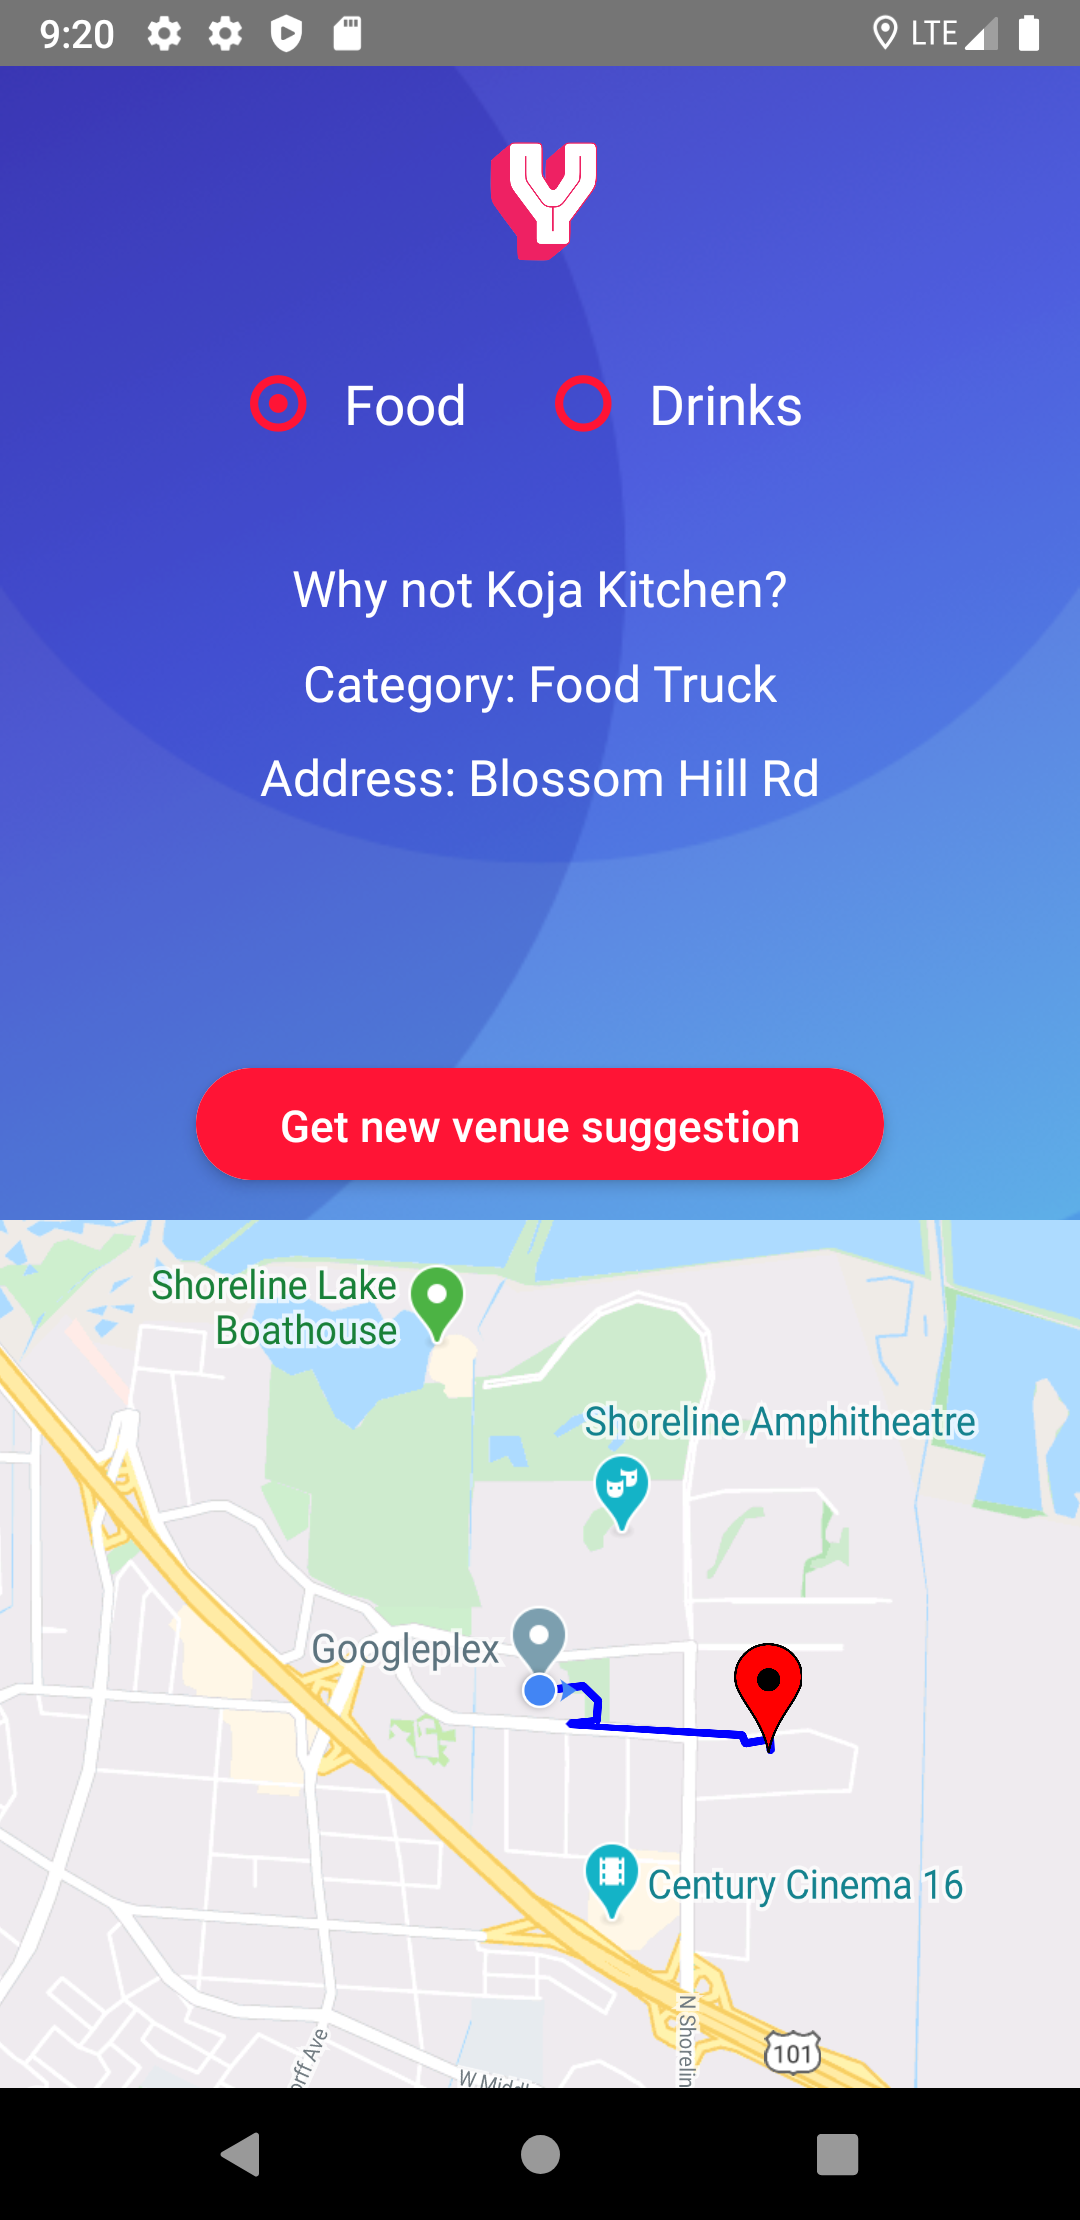 9:20
LTE
Y
Food
Drinks
Why not Koja Kitchen?
Category: Food Truck
Address: Blossom Hill Rd
Get new venue suggestion
Shoreline Lake
Boathouse
Shoreline Amphitheatre
Googleplex
Century Cinema 16
N Shorelin
101
orff Ave
W Middl